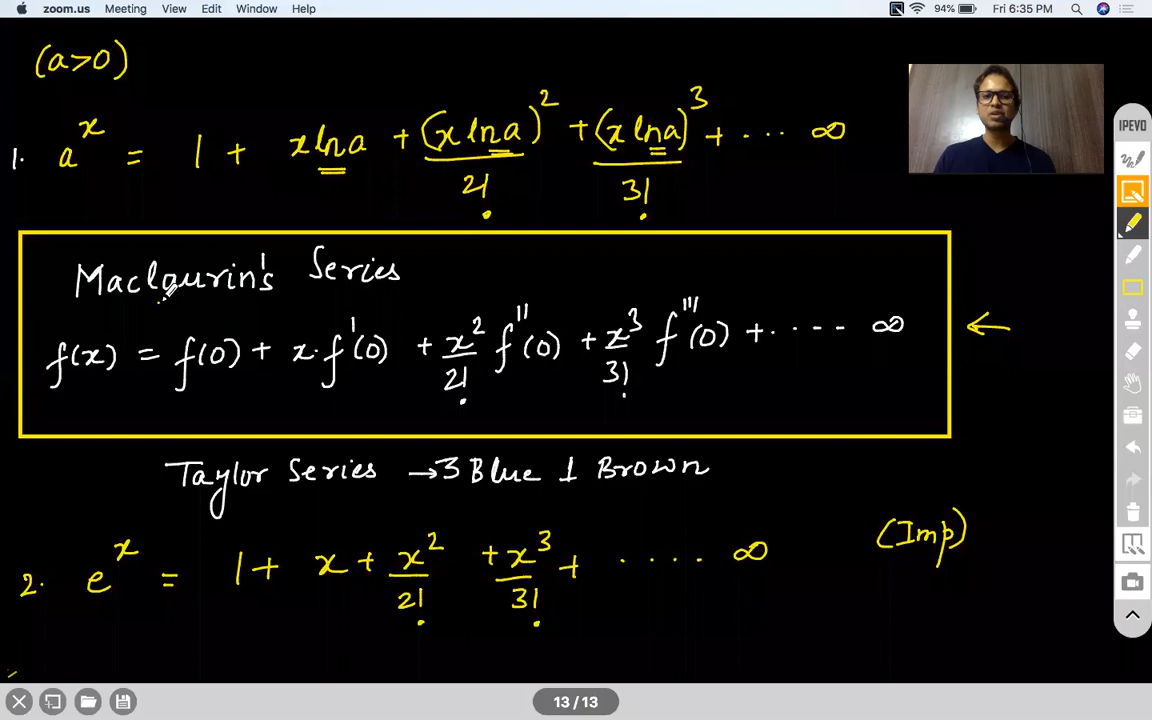 zoom.us Meeting View Edit Window Help 94% Fri 6:35 PM
(a>0)
1. a^x = 1 + x ln a + (x ln a)^2/2! + (x ln a)^3/3! + ... ∞
IPEVO
Maclaurin's Series
f(x) = f(0) + x·f'(0) + x^2/2! f''(0) + x^3/3! f'''(0) + ..... ∞ ←
Taylor Series → 3 Blue 1 Brown
(Imp)
2. e^x = 1 + x + x^2/2! + x^3/3! + .... ∞
13 / 13